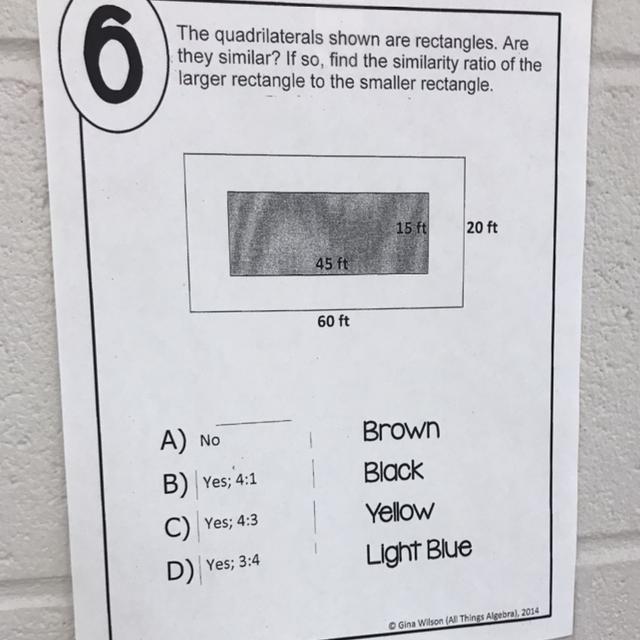 6
The quadrilaterals shown are rectangles. Are
they similar? If so, find the similarity ratio of the
larger rectangle to the smaller rectangle.
15 ft
20 ft
45 ft
60 ft
A) No Brown
B) Yes; 4:1 Black
C) Yes; 4:3 Yellow
D) Yes; 3:4 Light Blue
© Gina Wilson (All Things Algebra), 2014